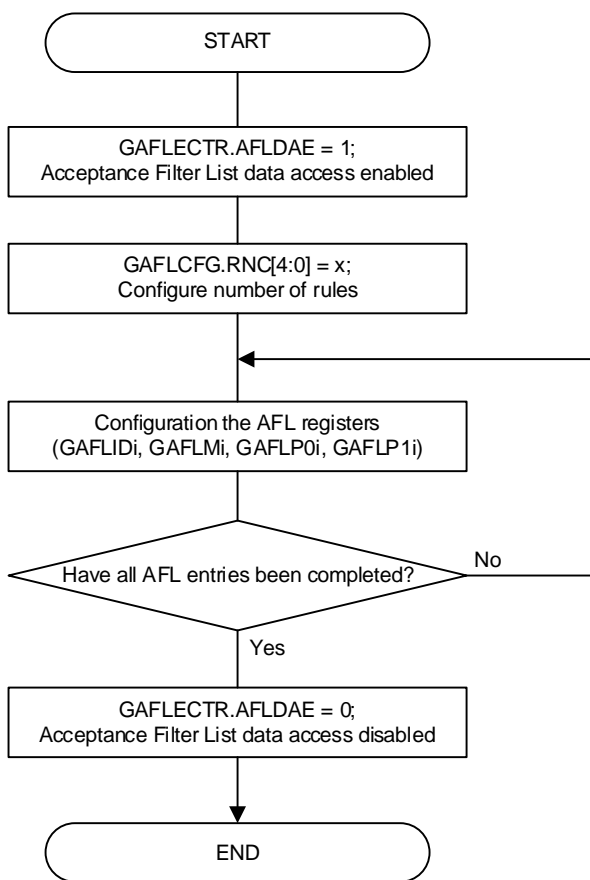 START
GAFLECTR.AFLDAE = 1;
Acceptance Filter List data access enabled
GAFLCFG.RNC[4:0] = x;
Configure number of rules
Configuration the AFL registers
(GAFLIDi, GAFLMi, GAFLP0i, GAFLP1i)
Have all AFL entries been completed?
No
Yes
GAFLECTR.AFLDAE = 0;
Acceptance Filter List data access disabled
END